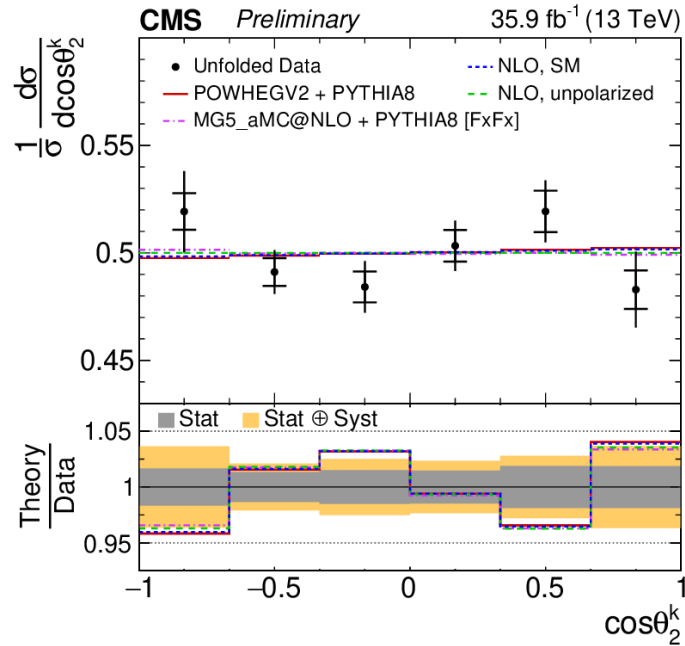 CMS Preliminary 35.9 fb⁻¹ (13 TeV)
Unfolded Data
NLO, SM
POWHEGV2 + PYTHIA8
NLO, unpolarized
MG5_aMC@NLO + PYTHIA8 [FxFx]
1/σ dσ/dcosθ₂ᵏ
0.55
0.5
0.45
Stat
Stat ⊕ Syst
Theory/Data
1.05
1
0.95
−1 −0.5 0 0.5 1
cosθ₂ᵏ